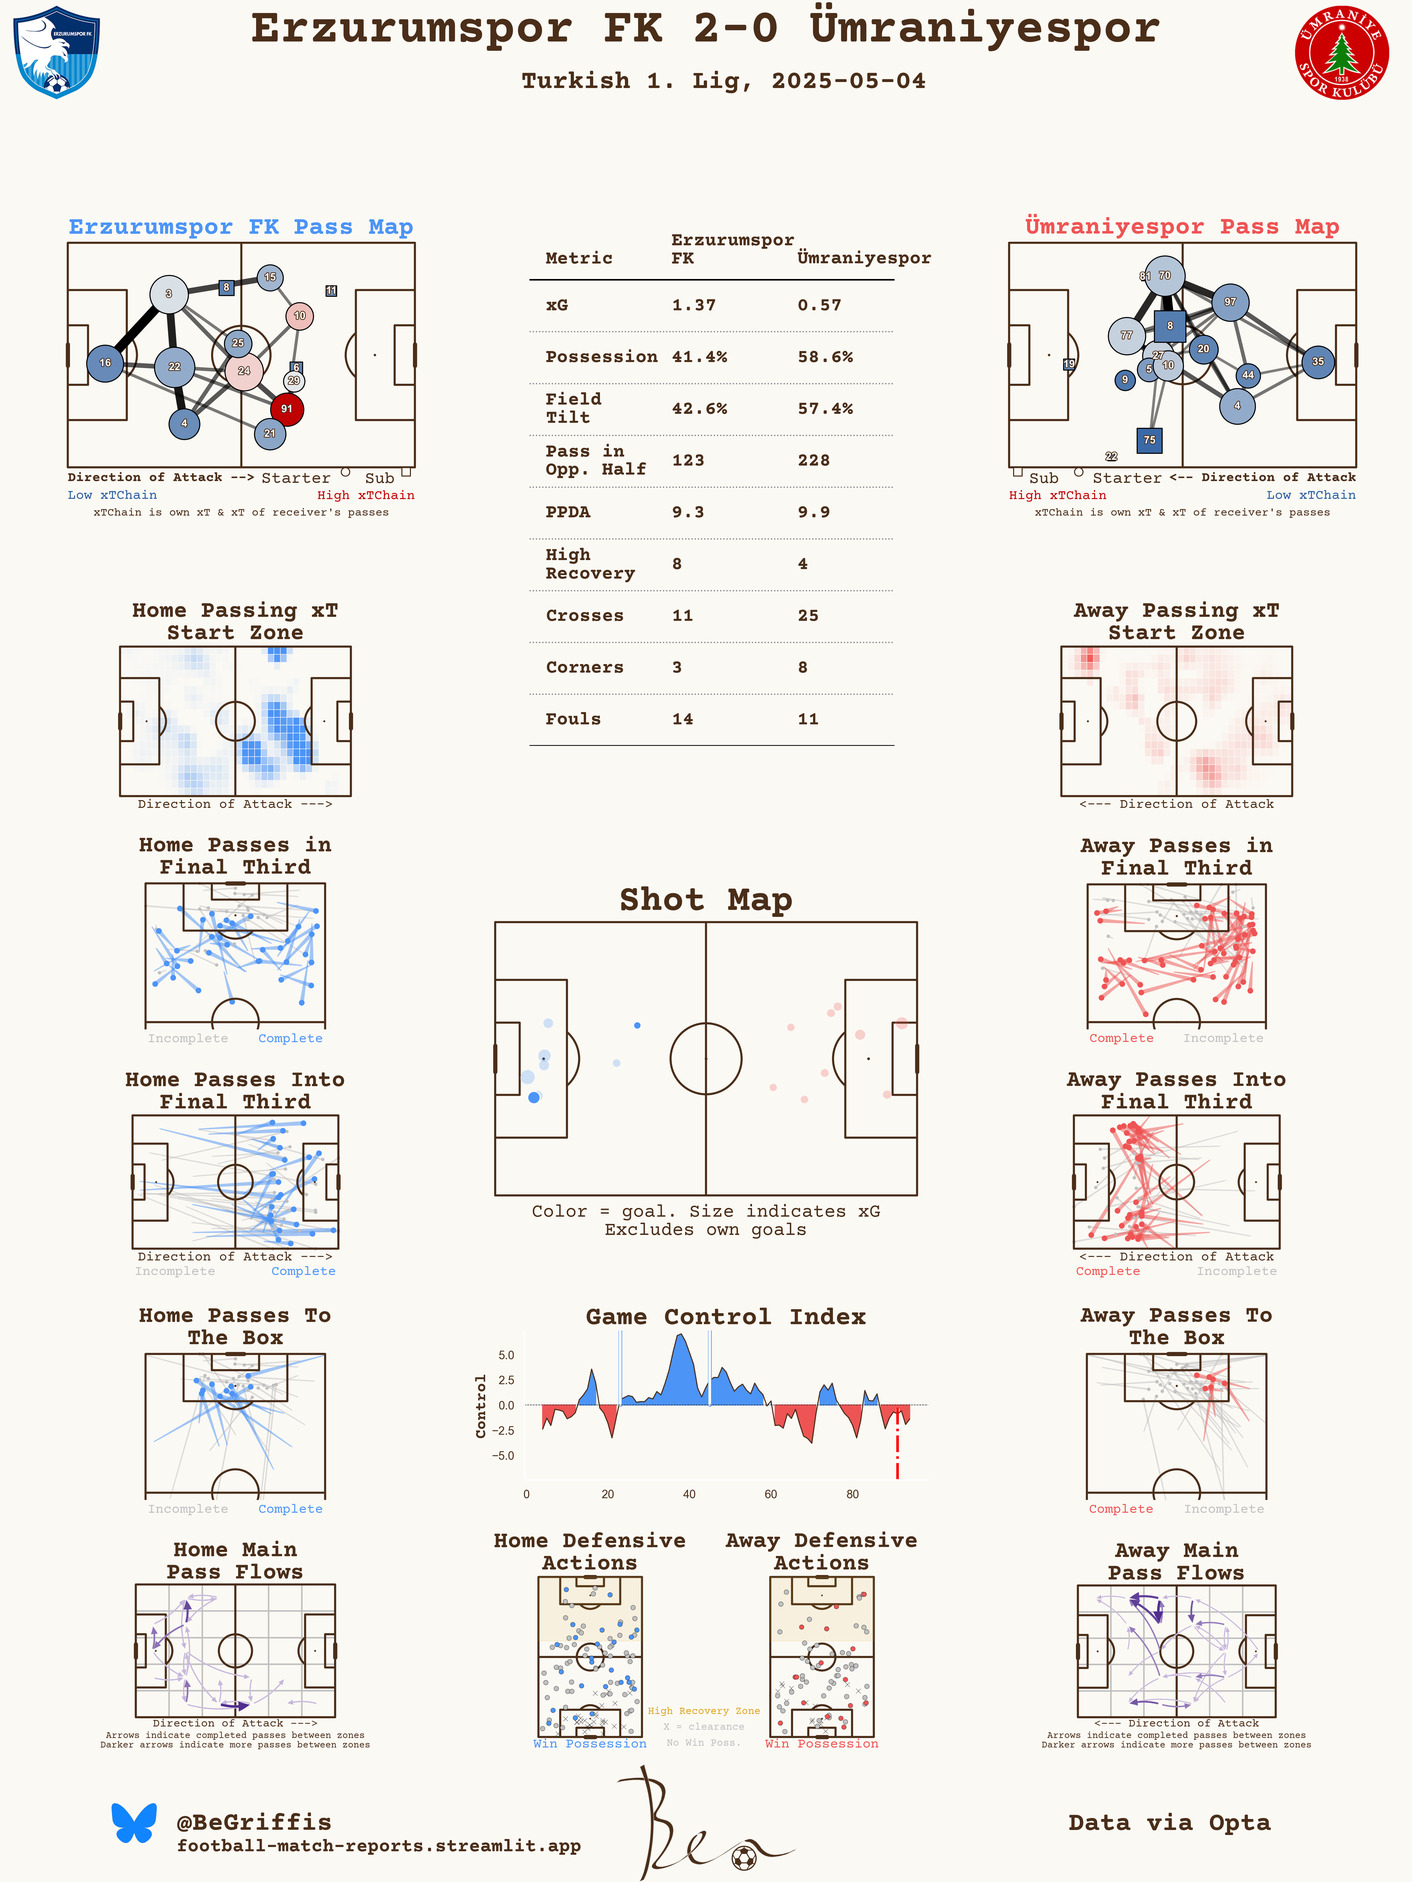 Erzurumspor FK 2-0 Ümraniyespor
Turkish 1. Lig, 2025-05-04
ERZURUMSPOR FK
ÜMRANİYE
1938
SPOR KULÜBÜ
Erzurumspor FK Pass Map
3
8
15
11
10
16
22
25
24
6
29
91
4
21
Direction of Attack --> Starter Sub
Low xTChain High xTChain
xTChain is own xT & xT of receiver's passes
Metric Erzurumspor FK Ümraniyespor
xG 1.37 0.57
Possession 41.4% 58.6%
Field Tilt 42.6% 57.4%
Pass in Opp. Half 123 228
PPDA 9.3 9.9
High Recovery 8 4
Crosses 11 25
Corners 3 8
Fouls 14 11
Ümraniyespor Pass Map
81
70
97
8
77
27
20
19
5
10
9
44
35
4
75
22
Sub Starter <-- Direction of Attack
High xTChain Low xTChain
xTChain is own xT & xT of receiver's passes
Home Passing xT
Start Zone
Direction of Attack --->
Away Passing xT
Start Zone
<--- Direction of Attack
Home Passes in
Final Third
Incomplete Complete
Away Passes in
Final Third
Complete Incomplete
Shot Map
Color = goal. Size indicates xG
Excludes own goals
Home Passes Into
Final Third
Direction of Attack --->
Incomplete Complete
Away Passes Into
Final Third
<--- Direction of Attack
Complete Incomplete
Home Passes To
The Box
Incomplete Complete
Game Control Index
Control
5.0
2.5
0.0
−2.5
−5.0
0 20 40 60 80
Away Passes To
The Box
Complete Incomplete
Home Main
Pass Flows
Direction of Attack --->
Arrows indicate completed passes between zones
Darker arrows indicate more passes between zones
Home Defensive
Actions
Win Possession
High Recovery Zone
X = clearance
No Win Poss.
Away Defensive
Actions
Win Possession
Away Main
Pass Flows
<--- Direction of Attack
Arrows indicate completed passes between zones
Darker arrows indicate more passes between zones
@BeGriffis
football-match-reports.streamlit.app
Ben
Data via Opta